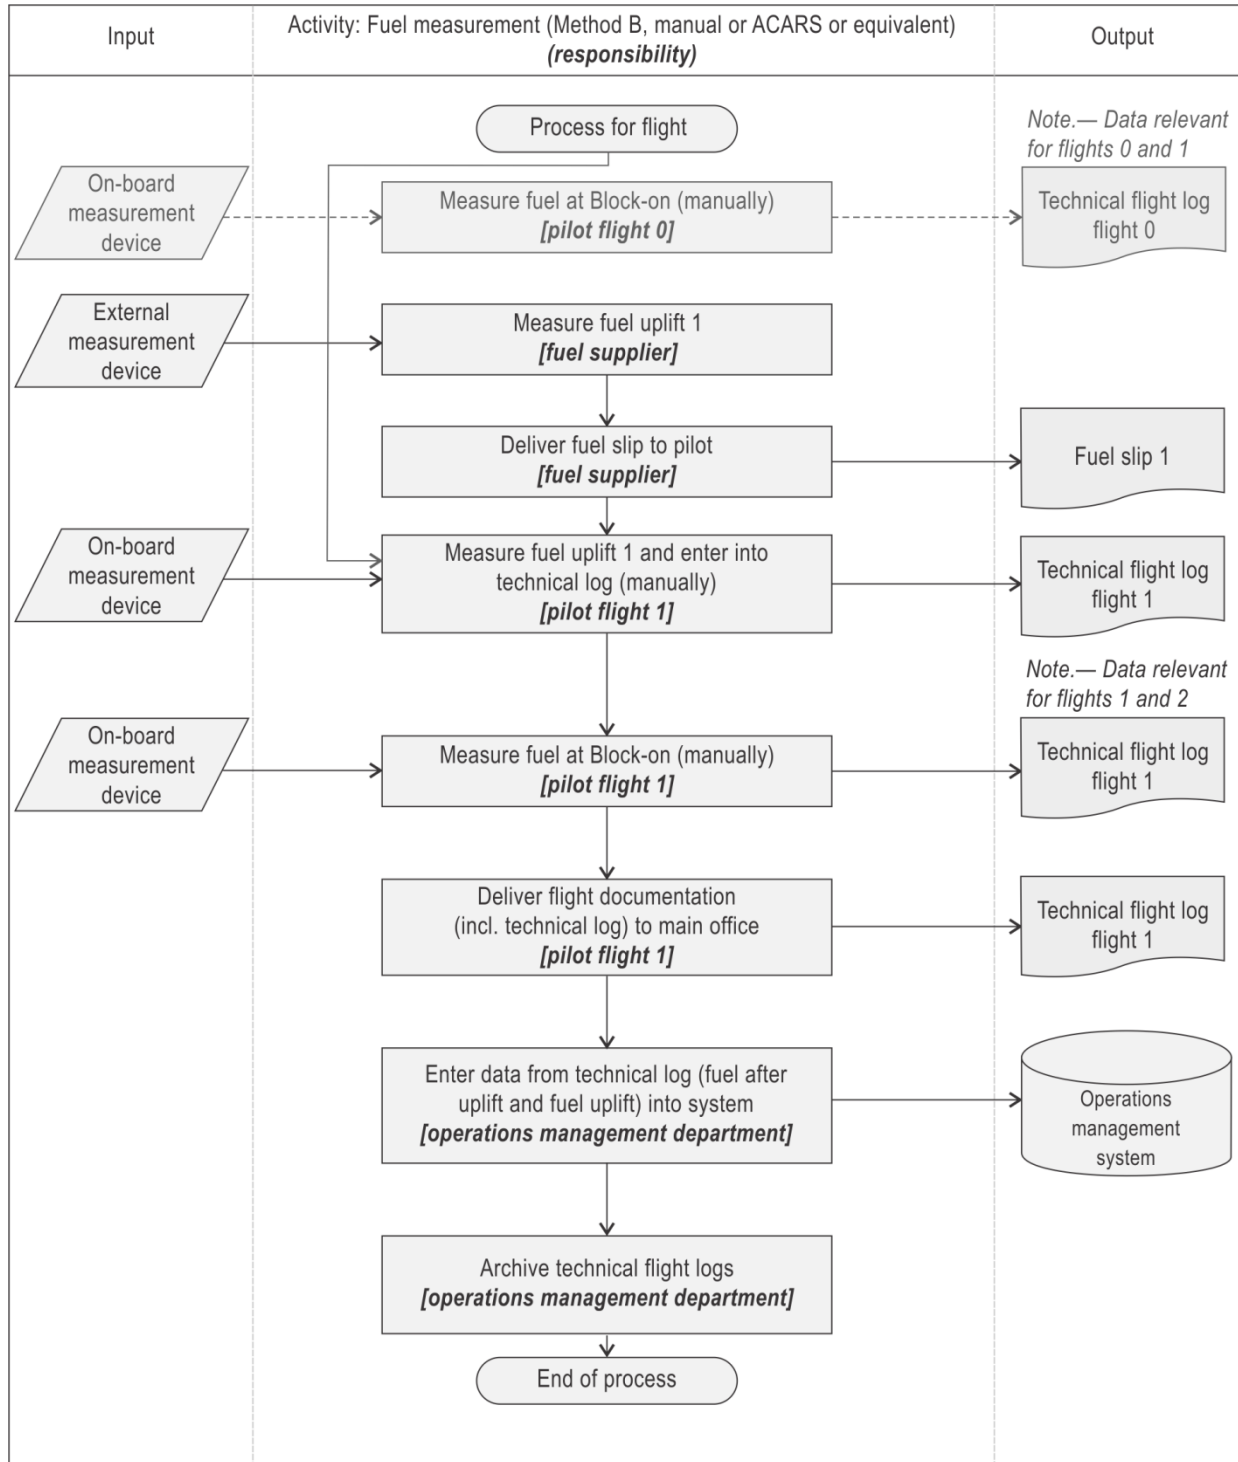 Input
Activity: Fuel measurement (Method B, manual or ACARS or equivalent)
(responsibility)
Output
Process for flight
Note.— Data relevant
for flights 0 and 1
On-board
measurement
device
Measure fuel at Block-on (manually)
[pilot flight 0]
Technical flight log
flight 0
External
measurement
device
Measure fuel uplift 1
[fuel supplier]
Deliver fuel slip to pilot
[fuel supplier]
Fuel slip 1
On-board
measurement
device
Measure fuel uplift 1 and enter into
technical log (manually)
[pilot flight 1]
Technical flight log
flight 1
Note.— Data relevant
for flights 1 and 2
On-board
measurement
device
Measure fuel at Block-on (manually)
[pilot flight 1]
Technical flight log
flight 1
Deliver flight documentation
(incl. technical log) to main office
[pilot flight 1]
Technical flight log
flight 1
Enter data from technical log (fuel after
uplift and fuel uplift) into system
[operations management department]
Operations
management
system
Archive technical flight logs
[operations management department]
End of process